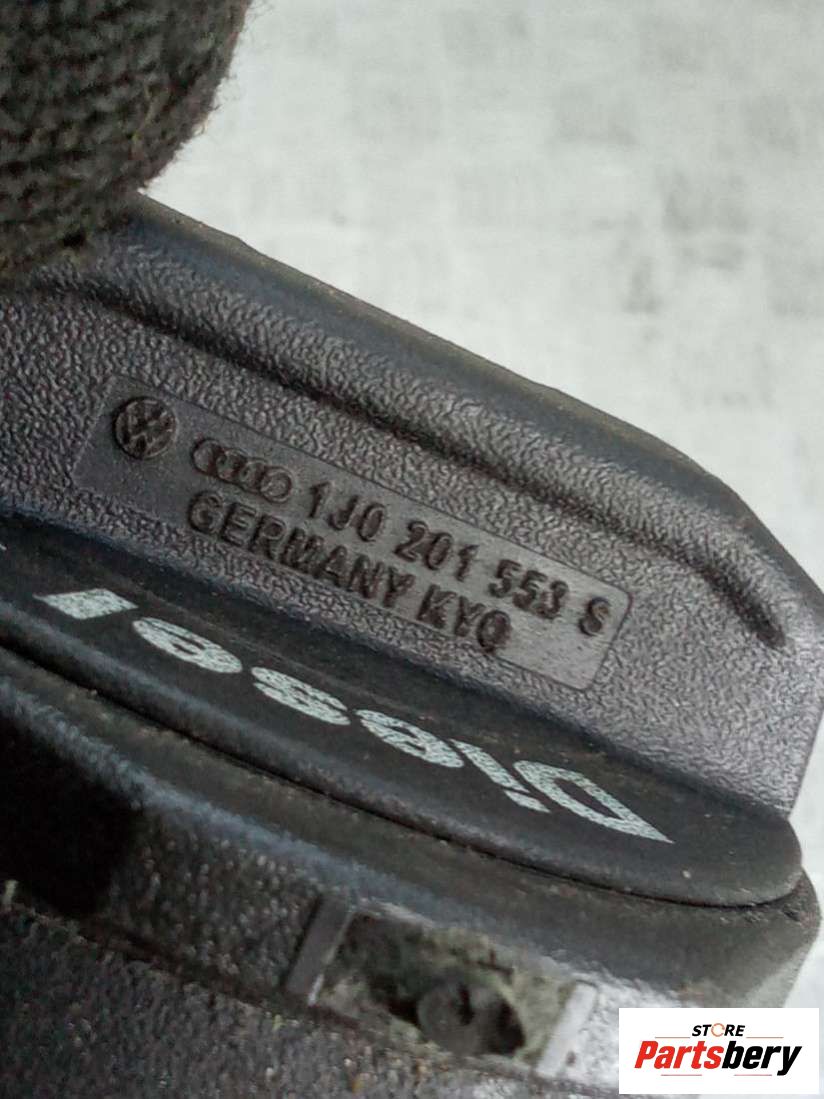 1J0 201 553 S
GERMANY KYQ
Diesel
STORE
Partsbery